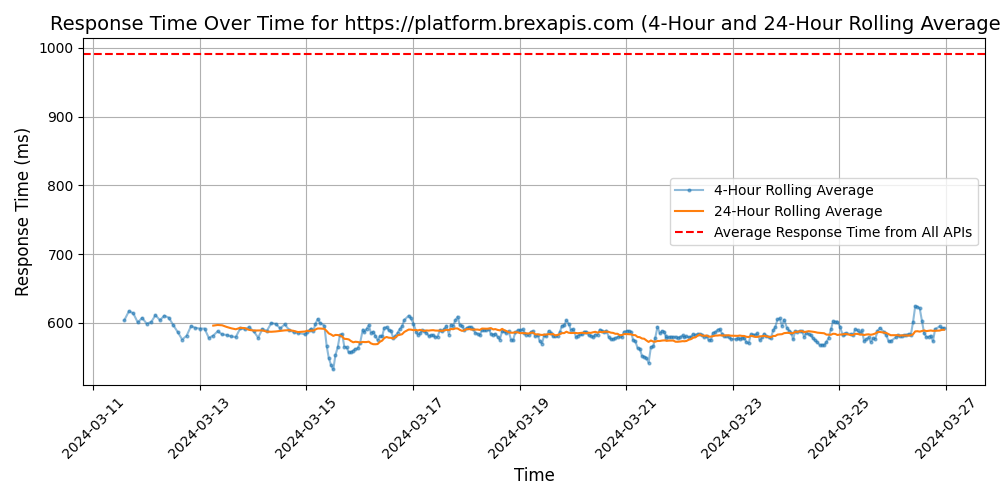 Response Time Over Time for https://platform.brexapis.com (4-Hour and 24-Hour Rolling Average
Response Time (ms)
1000
900
800
700
600
4-Hour Rolling Average
24-Hour Rolling Average
Average Response Time from All APIs
2024-03-11
2024-03-13
2024-03-15
2024-03-17
2024-03-19
2024-03-21
2024-03-23
2024-03-25
2024-03-27
Time